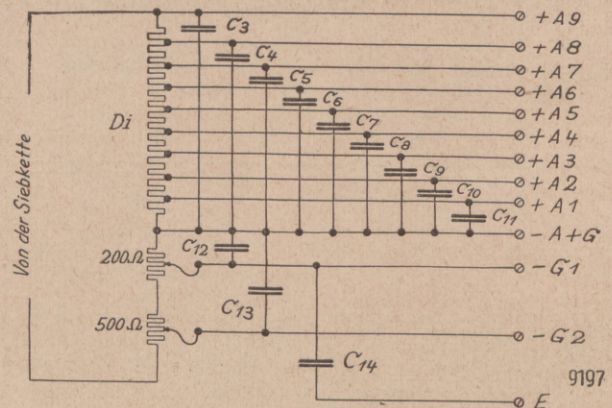 C3
+A9
C4
+A8
C5
+A7
C6
+A6
Di
C7
+A5
C8
+A4
C9
+A3
C10
+A2
C11
+A1
Von der Siebkette
C12
-A+G
200Ω
-G1
C13
500Ω
-G2
C14
9197
E